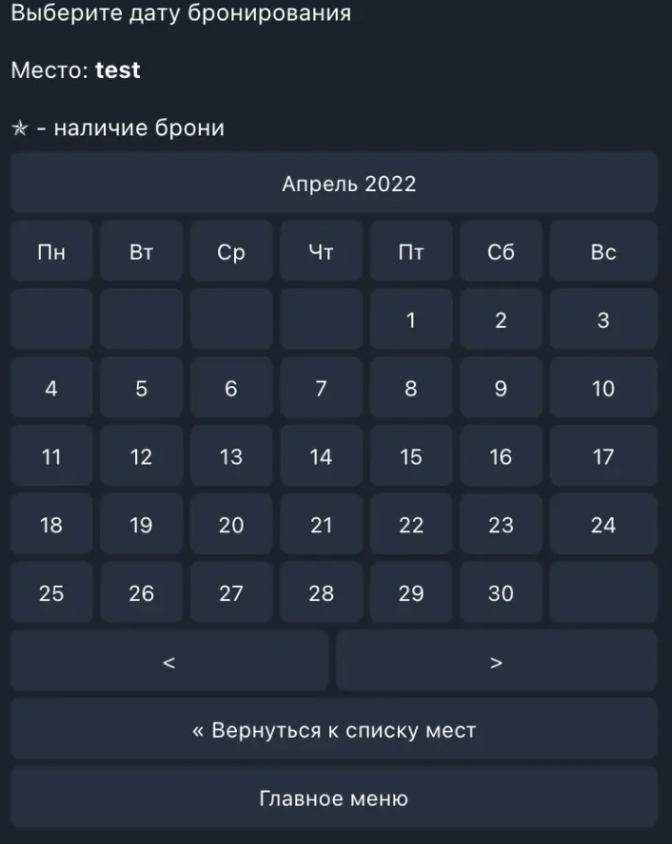 Выберите дату бронирования
Место: test
✯ - наличие брони
Апрель 2022
Пн Вт Ср Чт Пт Сб Вс
1 2 3
4 5 6 7 8 9 10
11 12 13 14 15 16 17
18 19 20 21 22 23 24
25 26 27 28 29 30
< >
« Вернуться к списку мест
Главное меню